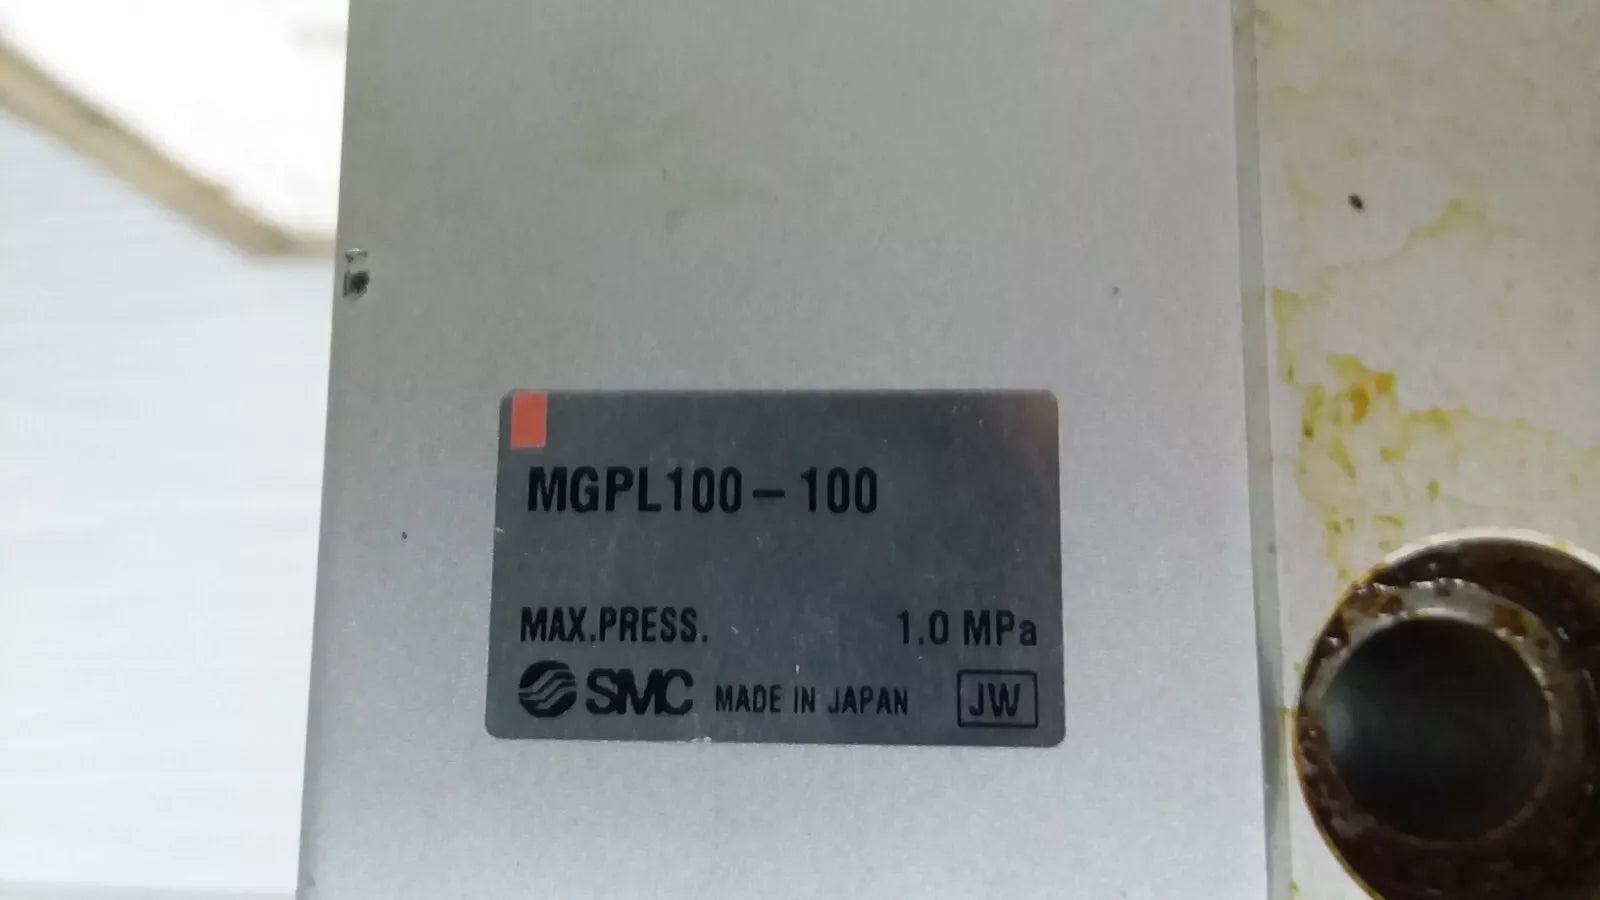 MGPL100-100
MAX.PRESS. 1.0 MPa
SMC MADE IN JAPAN JW